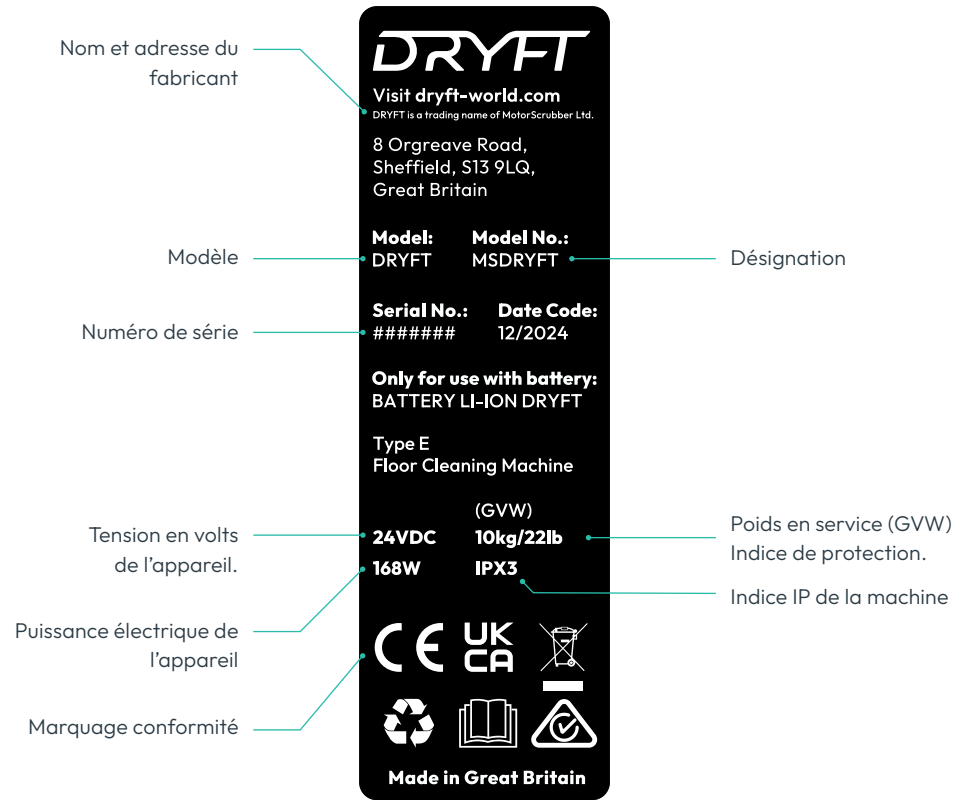 Nom et adresse du
fabricant
DRYFT
Visit dryft-world.com
DRYFT is a trading name of MotorScrubber Ltd.
8 Orgreave Road,
Sheffield, S13 9LQ,
Great Britain
Modèle
Model: Model No.:
DRYFT MSDRYFT
Désignation
Numéro de série
Serial No.: Date Code:
####### 12/2024
Only for use with battery:
BATTERY LI-ION DRYFT
Type E
Floor Cleaning Machine
Tension en volts
de l'appareil.
(GVW)
24VDC 10kg/22lb
168W IPX3
Poids en service (GVW)
Indice de protection.
Indice IP de la machine
Puissance électrique de
l'appareil
Marquage conformité
CE UK
CA
Made in Great Britain